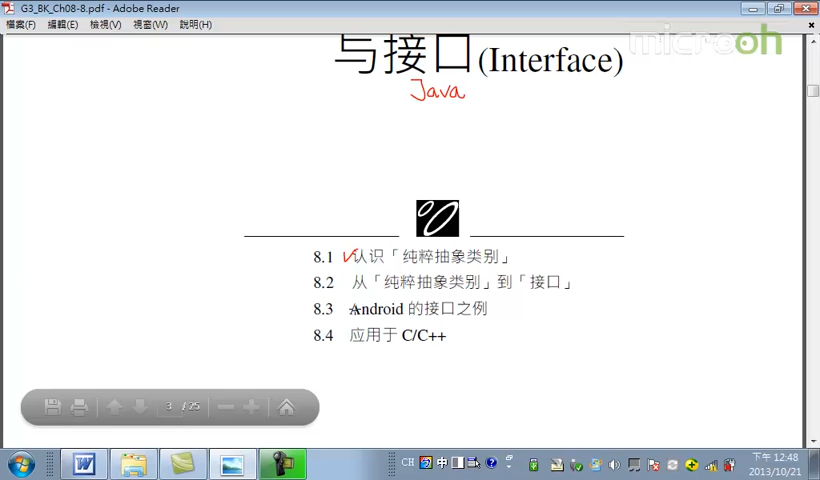 G3_BK_Ch08-8.pdf - Adobe Reader
檔案(F) 編輯(E) 檢視(V) 視窗(W) 說明(H)
microoh
与接口(Interface)
Java
8.1 认识「纯粹抽象类别」
8.2 从「纯粹抽象类别」到「接口」
8.3 Android 的接口之例
8.4 应用于 C/C++
3 / 25
CH 中
下午 12:48
2013/10/21